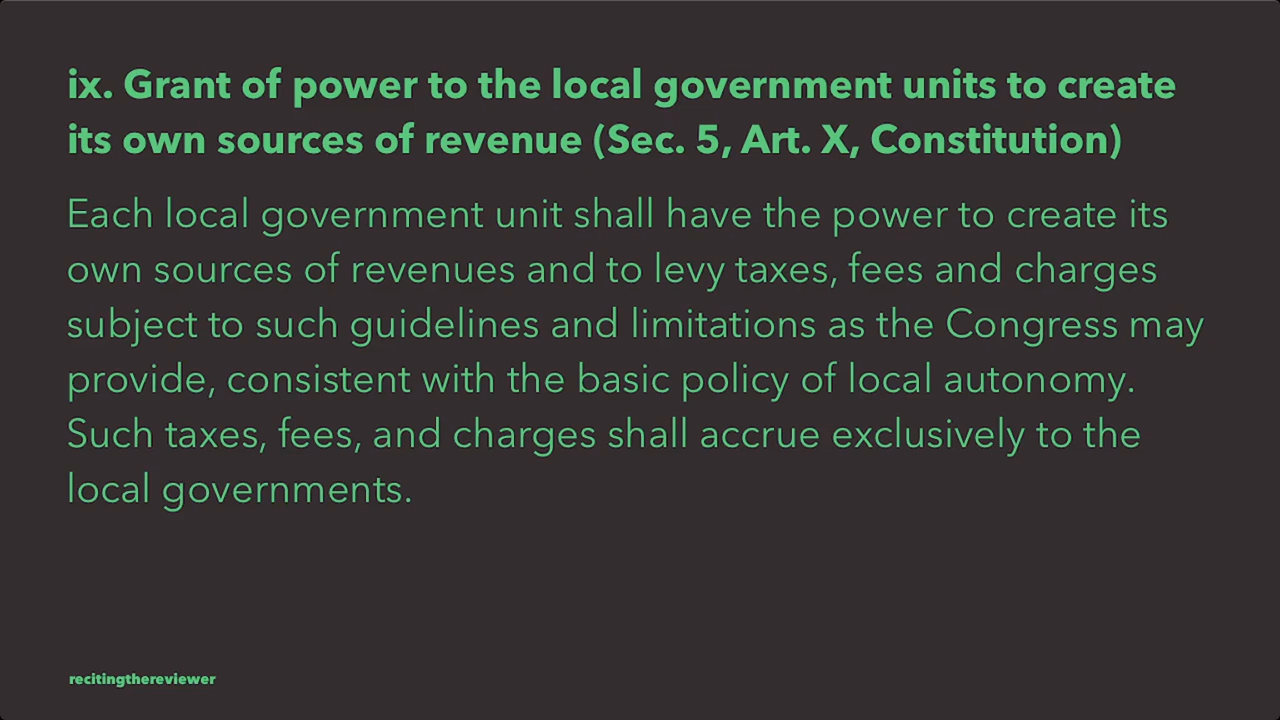 ix. Grant of power to the local government units to create
its own sources of revenue (Sec. 5, Art. X, Constitution)
Each local government unit shall have the power to create its
own sources of revenues and to levy taxes, fees and charges
subject to such guidelines and limitations as the Congress may
provide, consistent with the basic policy of local autonomy.
Such taxes, fees, and charges shall accrue exclusively to the
local governments.
recitingthereviewer